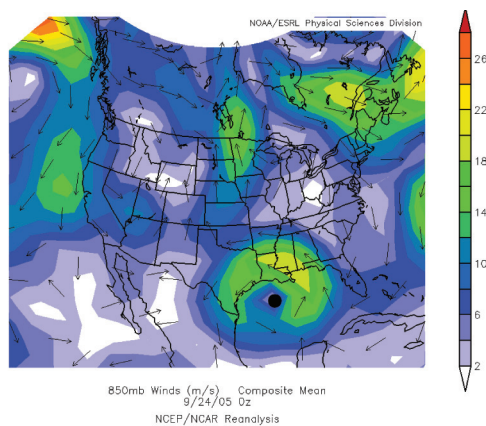 NOAA/ESRL Physical Sciences Division
26
22
18
14
10
6
2
850mb Winds (m/s) Composite Mean
9/24/05 0z
NCEP/NCAR Reanalysis